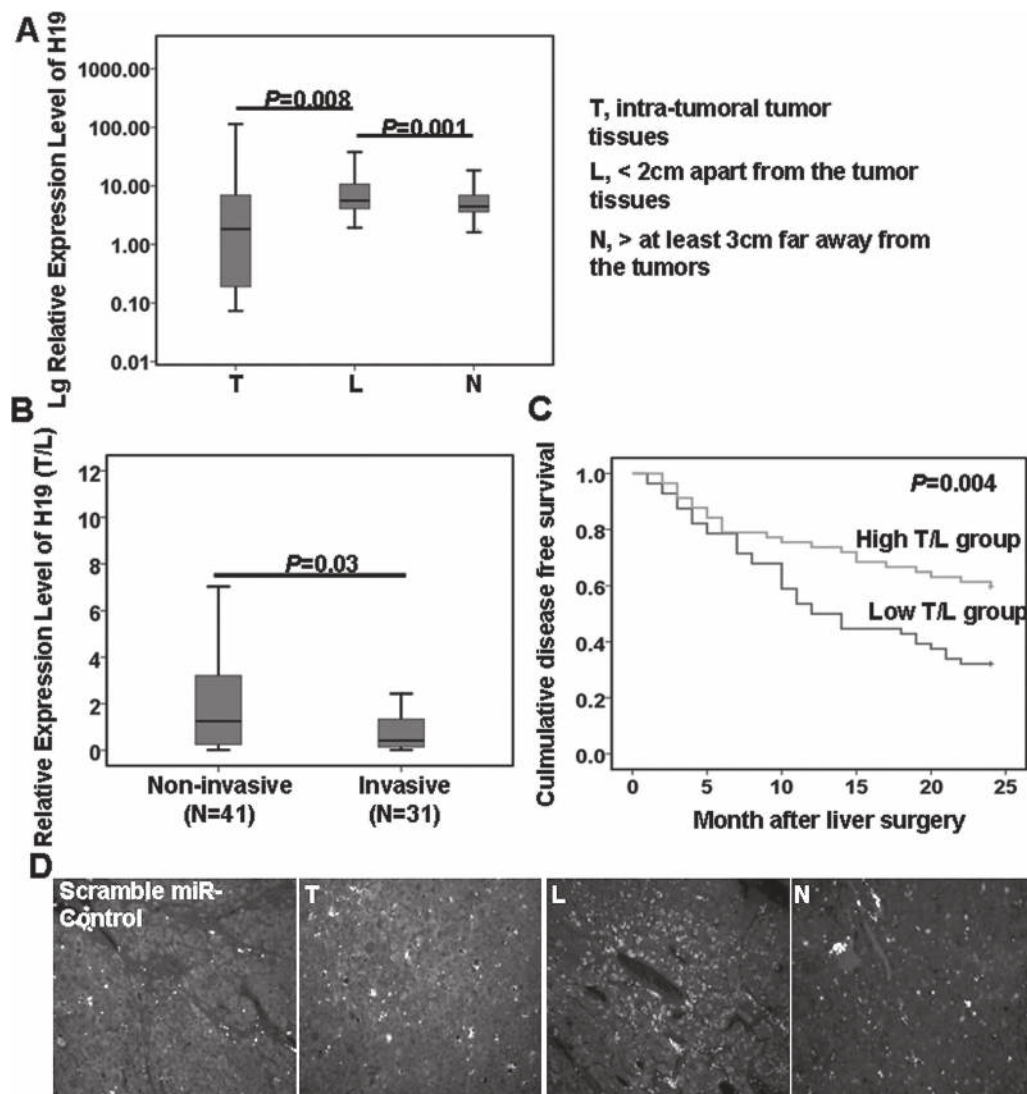 A
Lg Relative Expression Level of H19
1000.00
100.00
10.00
1.00
0.10
0.01
P=0.008
P=0.001
T
L
N
T, intra-tumoral tumor
tissues
L, < 2cm apart from the tumor
tissues
N, > at least 3cm far away from
the tumors
B
Relative Expression Level of H19 (T/L)
12
10
8
6
4
2
0
P=0.03
Non-invasive
(N=41)
Invasive
(N=31)
C
Culmulative disease free survival
1.0
0.8
0.6
0.4
0.2
0.0
P=0.004
High T/L group
Low T/L group
0
5
10
15
20
25
Month after liver surgery
D
Scramble miR-
Control
T
L
N